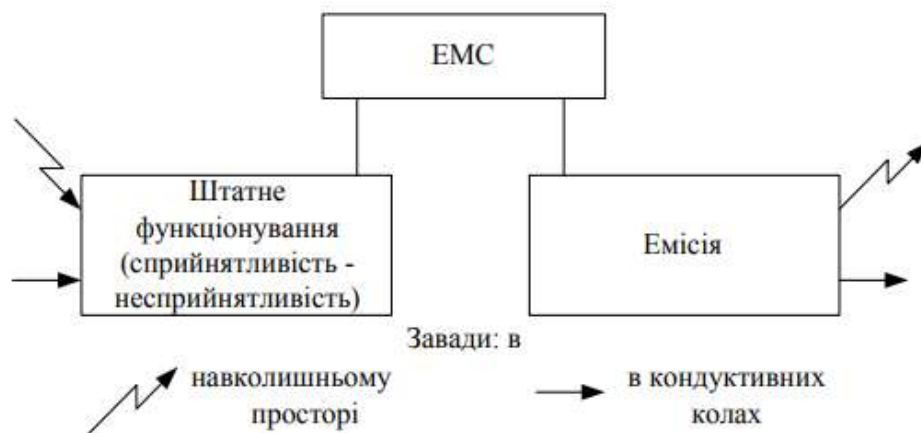 ЕМС
Штатне
функціонування
(сприйнятливість -
несприйнятливість)
Емісія
Завади: в
навколишньому
просторі
в кондуктивних
колах